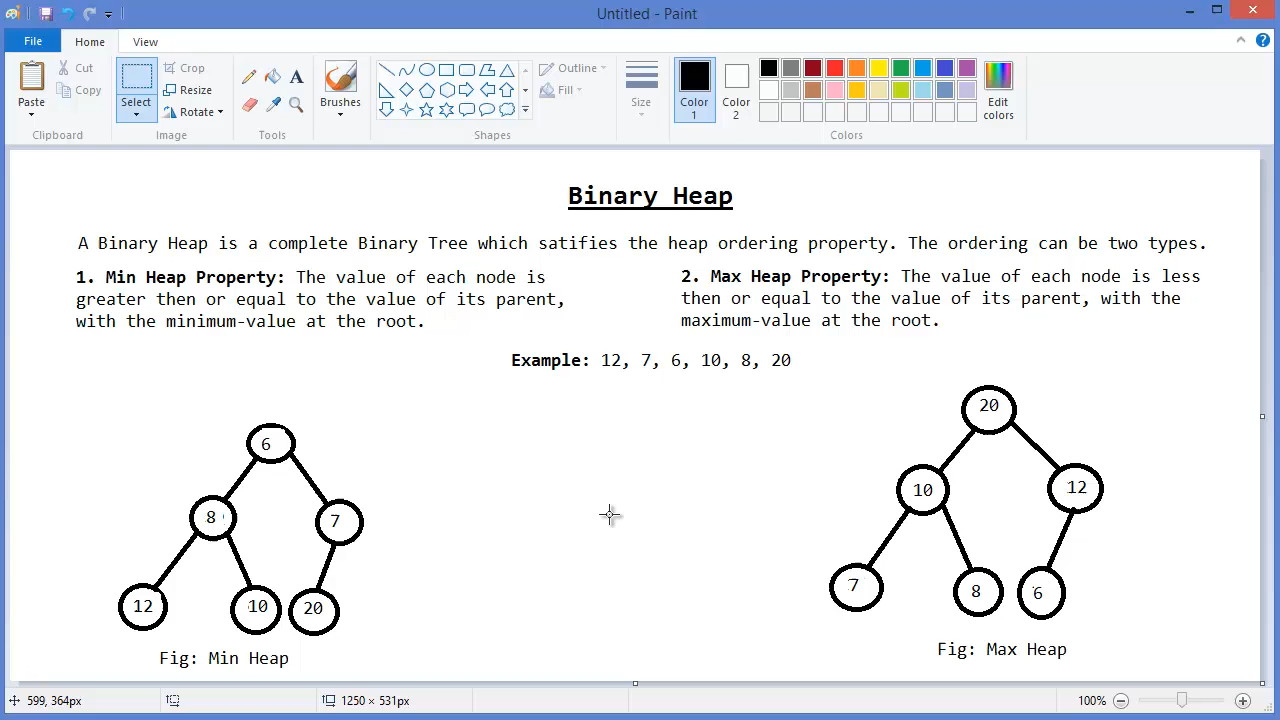 Untitled - Paint
File Home View
Paste
Cut
Copy
Clipboard
Select
Crop
Resize
Rotate
Image
A
Tools
Brushes
Shapes
Outline
Fill
Size
Color 1
Color 2
Colors
Edit colors
Binary Heap
A Binary Heap is a complete Binary Tree which satifies the heap ordering property. The ordering can be two types.
1. Min Heap Property: The value of each node is
greater then or equal to the value of its parent,
with the minimum-value at the root.
2. Max Heap Property: The value of each node is less
then or equal to the value of its parent, with the
maximum-value at the root.
Example: 12, 7, 6, 10, 8, 20
6
8 7
12 10 20
Fig: Min Heap
20
10 12
7 8 6
Fig: Max Heap
599, 364px
1250 × 531px
100%